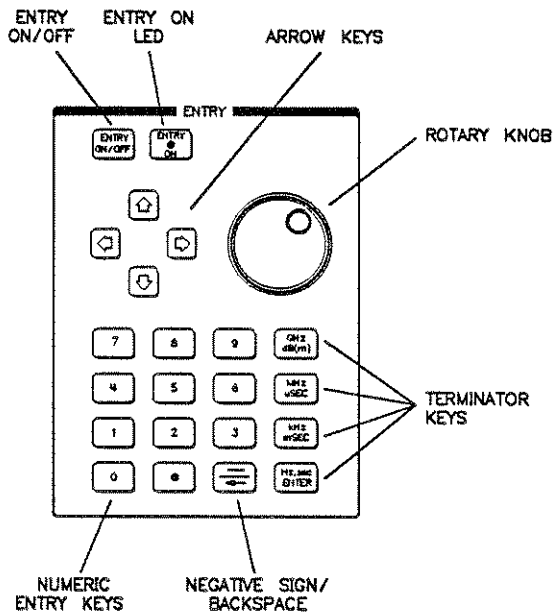 ENTRY
ON/OFF
ENTRY ON
LED
ARROW KEYS
ENTRY
ENTRY
ON/OFF
ENTRY
ON
ROTARY KNOB
7 8 9 GHz
dB(m)
4 5 6 MHz
uSEC
1 2 3 kHz
mSEC
0 Hz,sec
ENTER
TERMINATOR
KEYS
NUMERIC
ENTRY KEYS
NEGATIVE SIGN/
BACKSPACE